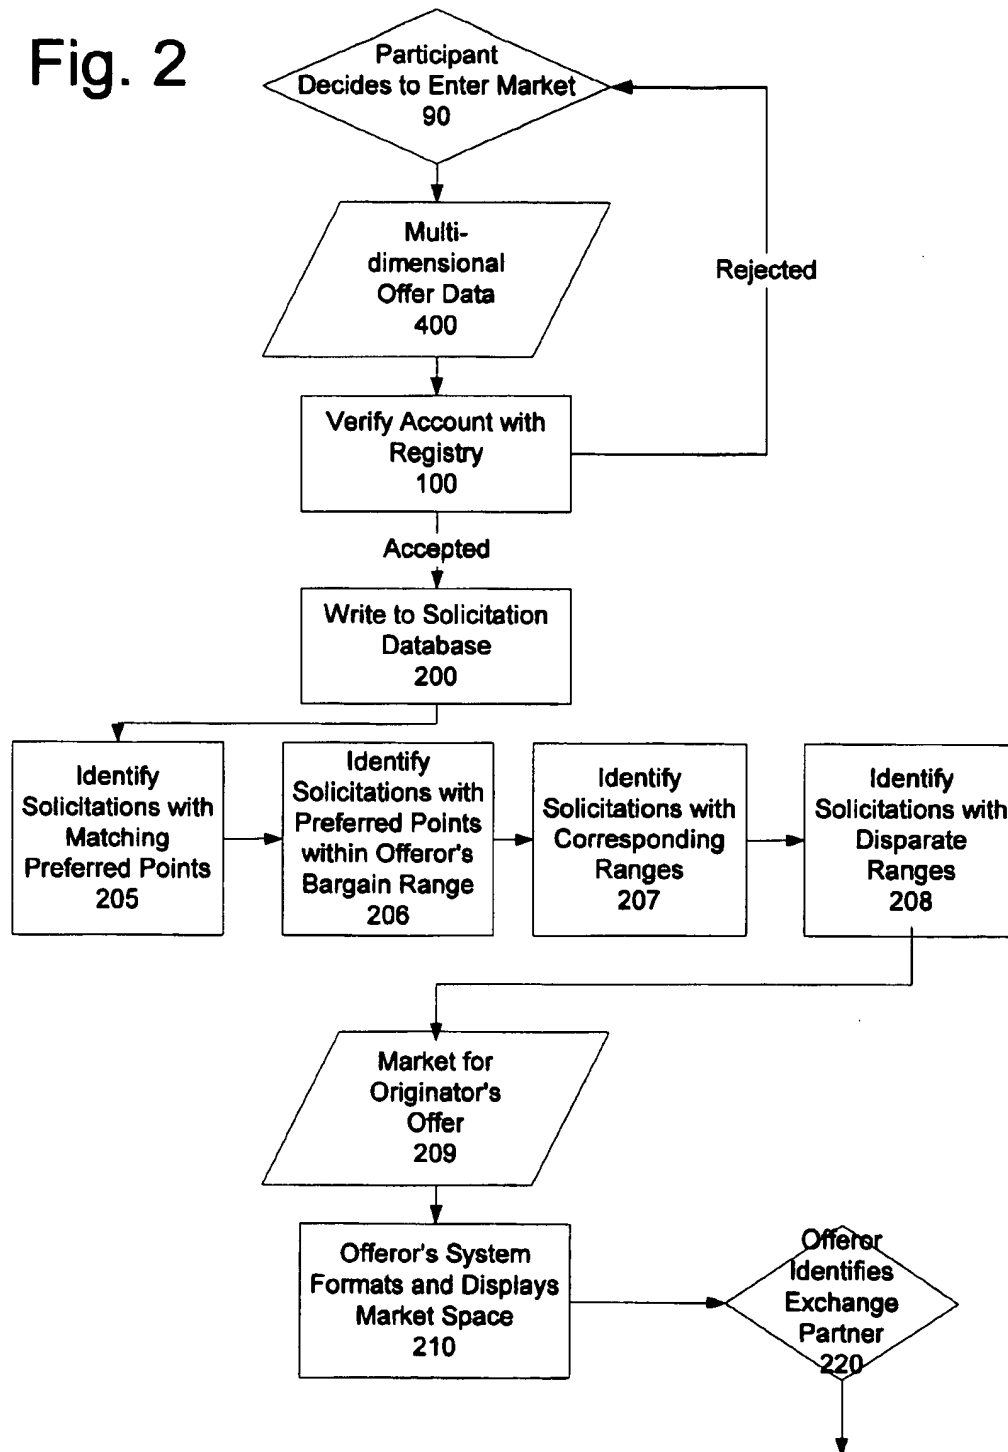 Fig. 2
Participant
Decides to Enter Market
90
Multi-
dimensional
Offer Data
400
Rejected
Verify Account with
Registry
100
Accepted
Write to Solicitation
Database
200
Identify
Solicitations with
Matching
Preferred Points
205
Identify
Solicitations with
Preferred Points
within Offeror's
Bargain Range
206
Identify
Solicitations with
Corresponding
Ranges
207
Identify
Solicitations with
Disparate
Ranges
208
Market for
Originator's
Offer
209
Offeror's System
Formats and Displays
Market Space
210
Offeror
Identifies
Exchange
Partner
220